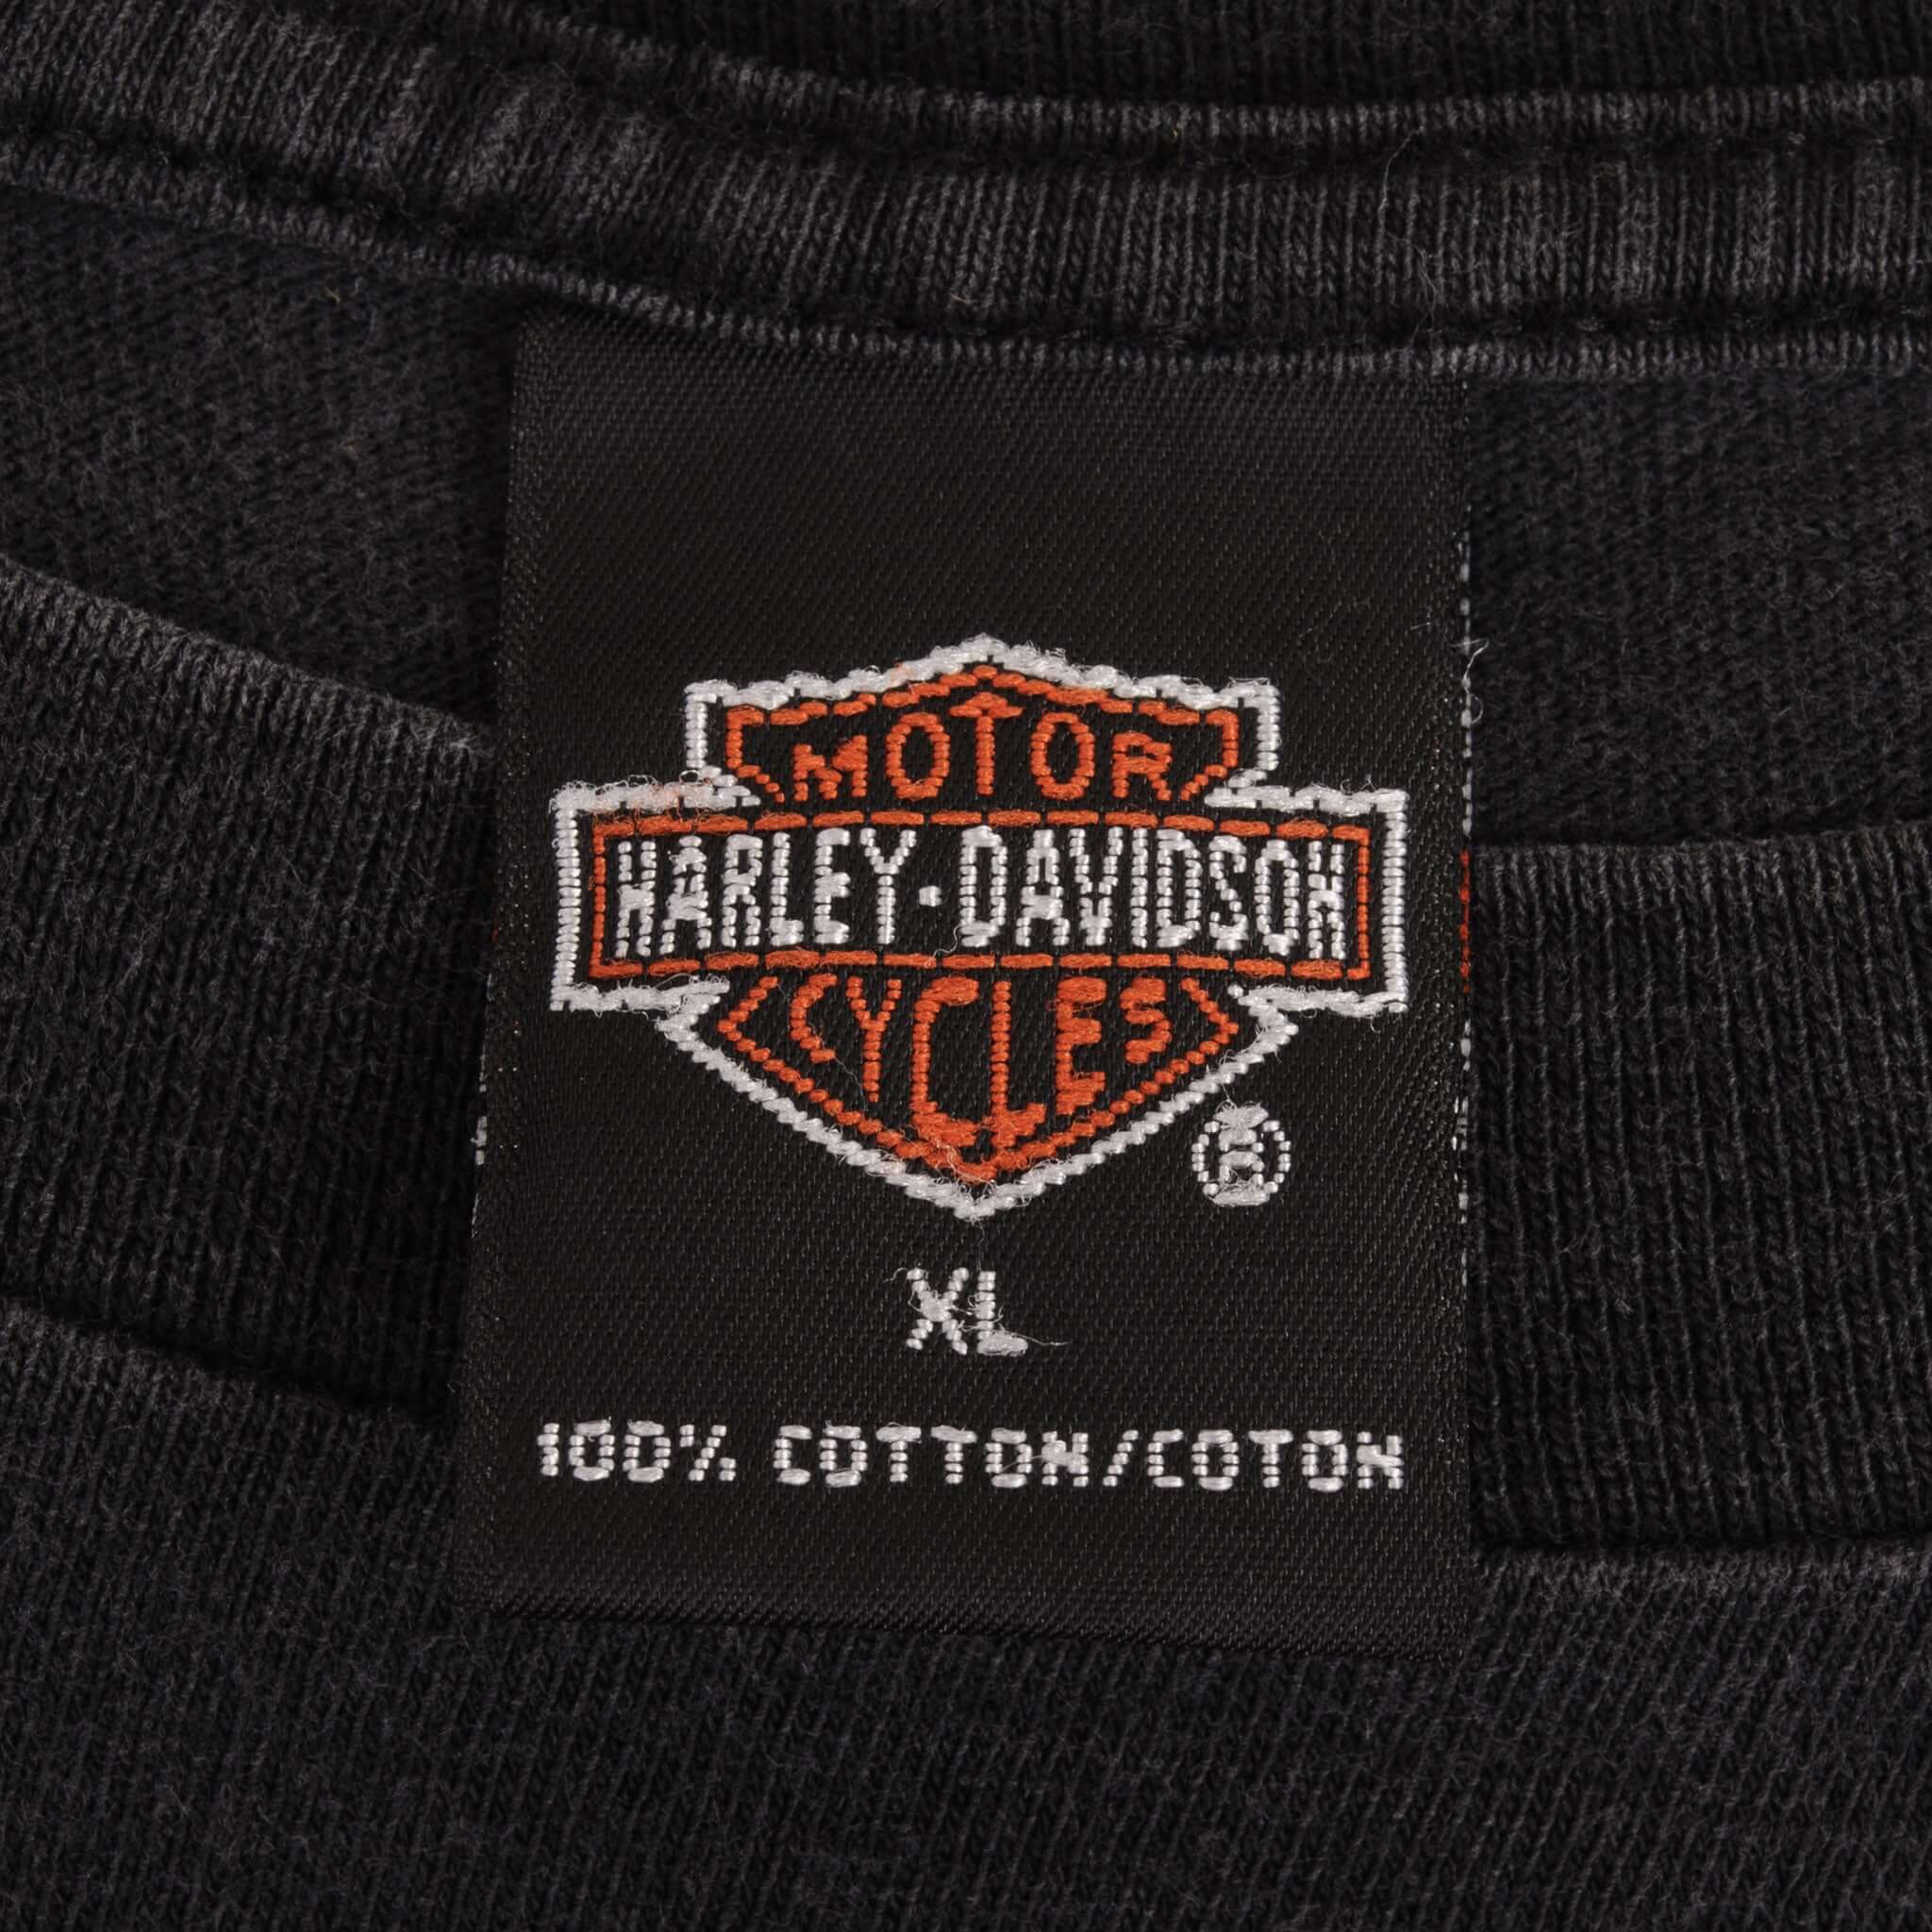 MOTOR
HARLEY·DAVIDSON
CYCLES
®
XL
100% COTTON/COTON